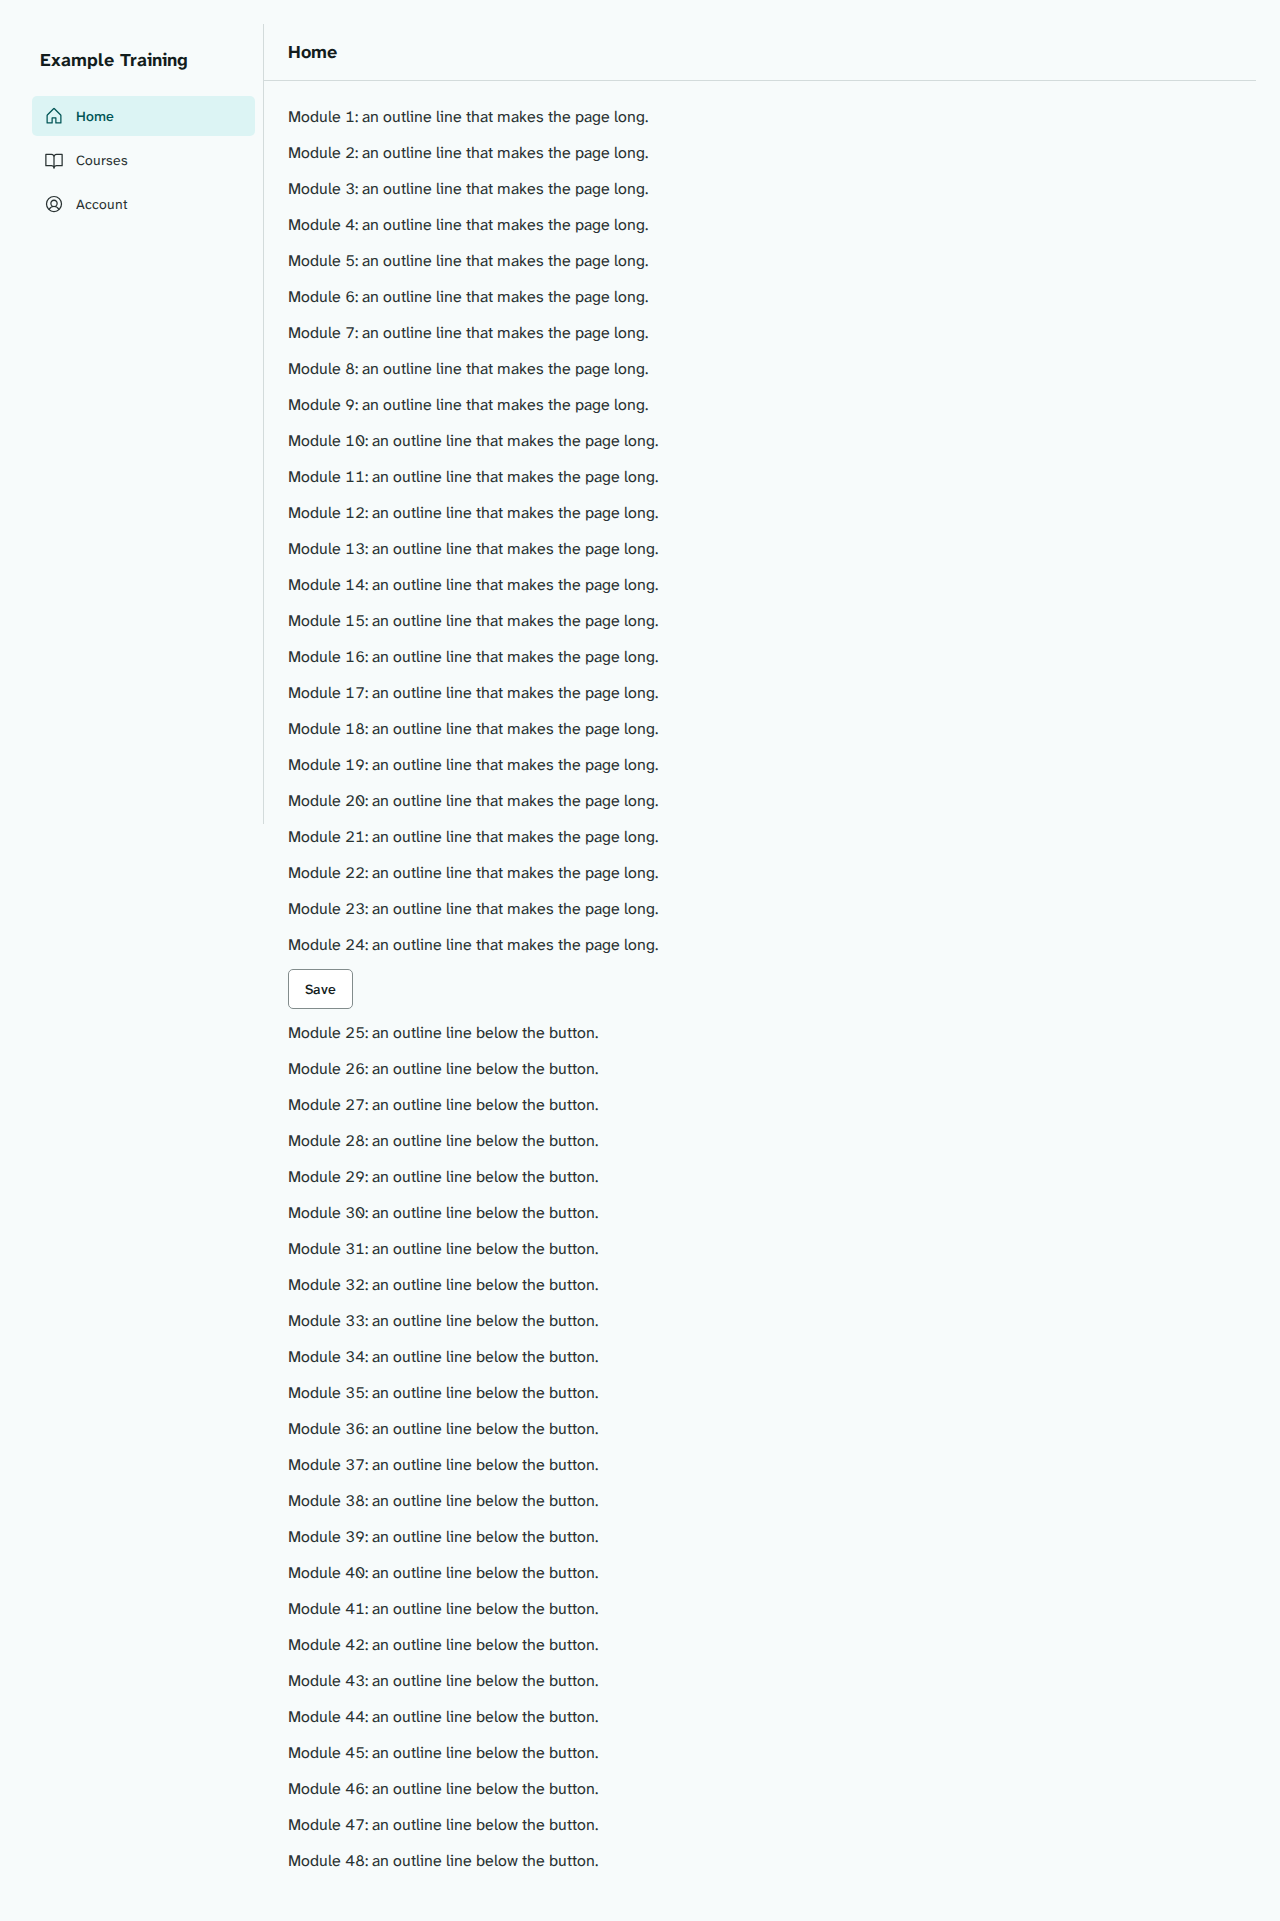 Example Training
Home
Courses
Account
Home
Module 1: an outline line that makes the page long.
Module 2: an outline line that makes the page long.
Module 3: an outline line that makes the page long.
Module 4: an outline line that makes the page long.
Module 5: an outline line that makes the page long.
Module 6: an outline line that makes the page long.
Module 7: an outline line that makes the page long.
Module 8: an outline line that makes the page long.
Module 9: an outline line that makes the page long.
Module 10: an outline line that makes the page long.
Module 11: an outline line that makes the page long.
Module 12: an outline line that makes the page long.
Module 13: an outline line that makes the page long.
Module 14: an outline line that makes the page long.
Module 15: an outline line that makes the page long.
Module 16: an outline line that makes the page long.
Module 17: an outline line that makes the page long.
Module 18: an outline line that makes the page long.
Module 19: an outline line that makes the page long.
Module 20: an outline line that makes the page long.
Module 21: an outline line that makes the page long.
Module 22: an outline line that makes the page long.
Module 23: an outline line that makes the page long.
Module 24: an outline line that makes the page long.
Save
Module 25: an outline line below the button.
Module 26: an outline line below the button.
Module 27: an outline line below the button.
Module 28: an outline line below the button.
Module 29: an outline line below the button.
Module 30: an outline line below the button.
Module 31: an outline line below the button.
Module 32: an outline line below the button.
Module 33: an outline line below the button.
Module 34: an outline line below the button.
Module 35: an outline line below the button.
Module 36: an outline line below the button.
Module 37: an outline line below the button.
Module 38: an outline line below the button.
Module 39: an outline line below the button.
Module 40: an outline line below the button.
Module 41: an outline line below the button.
Module 42: an outline line below the button.
Module 43: an outline line below the button.
Module 44: an outline line below the button.
Module 45: an outline line below the button.
Module 46: an outline line below the button.
Module 47: an outline line below the button.
Module 48: an outline line below the button.